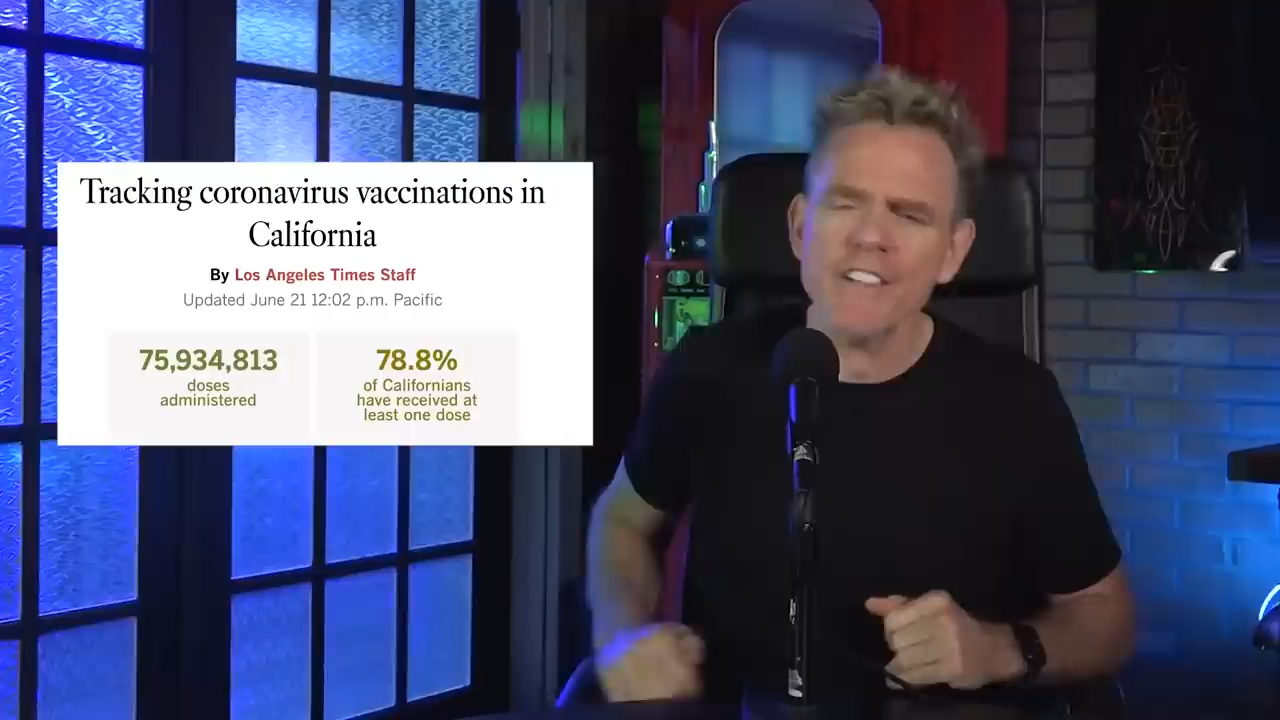 Tracking coronavirus vaccinations in
California
By Los Angeles Times Staff
Updated June 21 12:02 p.m. Pacific
75,934,813
doses
administered
78.8%
of Californians
have received at
least one dose